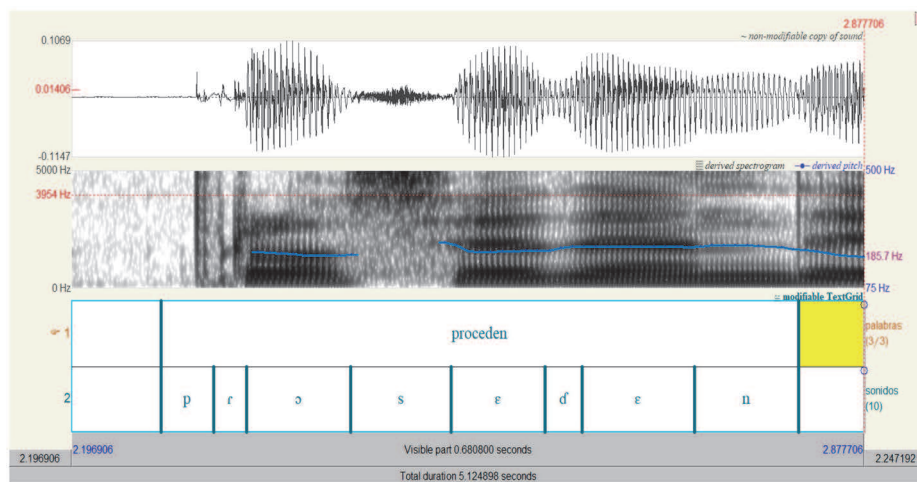 2.877706
0.1069
~ non-modifiable copy of sound
0.01406
-0.1147
5000 Hz
derived spectrogram
derived pitch
500 Hz
3954 Hz
185.7 Hz
0 Hz
75 Hz
modifiable TextGrid
1
proceden
palabras
(3/3)
2
p ɾ ɔ s ɛ ɛ n
sonidos
(10)
2.196906
2.196906
Visible part 0.680800 seconds
2.877706
2.247192
Total duration 5.124898 seconds